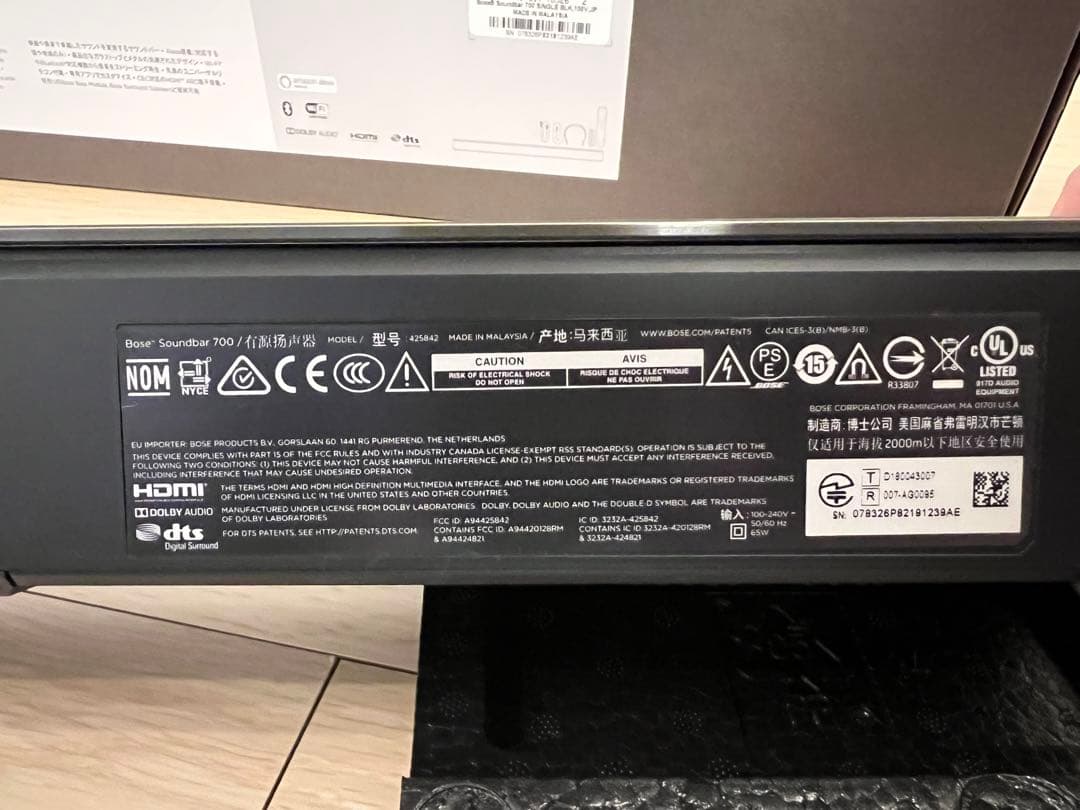 Bose® Soundbar 700 SINGLE BLK,100V,JP
MADE IN MALAYSIA
SN 078326P82191239AE
Wi Fi
DOLBY AUDIO HDMI dts
Bose™ Soundbar 700 / 有源扬声器 MODEL / 型号 : 425842 MADE IN MALAYSIA / 产地:马来西亚 WWW.BOSE.COM/PATENTS CAN ICES-3(B)/NMB-3(B)
NOM NYCE CE CCC
CAUTION
RISK OF ELECTRICAL SHOCK
DO NOT OPEN
AVIS
RISQUE DE CHOC ELECTRIQUE
NE PAS OUVRIR
PS E
BOSE
15
R33807
C UL US
LISTED
917D AUDIO
EQUIPMENT
BOSE CORPORATION FRAMINGHAM, MA 01701 U.S.A
制造商: 博士公司 美国麻省弗雷明汉市芒顿
仅适用于海拔2000m以下地区安全使用
EU IMPORTER: BOSE PRODUCTS B.V., GORSLAAN 60, 1441 RG PURMEREND, THE NETHERLANDS
THIS DEVICE COMPLIES WITH PART 15 OF THE FCC RULES AND WITH INDUSTRY CANADA LICENSE-EXEMPT RSS STANDARD(S). OPERATION IS SUBJECT TO THE
FOLLOWING TWO CONDITIONS: (1) THIS DEVICE MAY NOT CAUSE HARMFUL INTERFERENCE, AND (2) THIS DEVICE MUST ACCEPT ANY INTERFERENCE RECEIVED,
INCLUDING INTERFERENCE THAT MAY CAUSE UNDESIRED OPERATION.
HDMI THE TERMS HDMI AND HDMI HIGH DEFINITION MULTIMEDIA INTERFACE, AND THE HDMI LOGO ARE TRADEMARKS OR REGISTERED TRADEMARKS
OF HDMI LICENSING LLC IN THE UNITED STATES AND OTHER COUNTRIES.
DOLBY AUDIO MANUFACTURED UNDER LICENSE FROM DOLBY LABORATORIES. DOLBY, DOLBY AUDIO AND THE DOUBLE-D SYMBOL ARE TRADEMARKS
OF DOLBY LABORATORIES
dts Digital Surround
FOR DTS PATENTS, SEE HTTP://PATENTS.DTS.COM.
FCC ID: A94425842
CONTAINS FCC ID: A94420128RM
& A94424821
IC ID: 3232A-425842
CONTAINS IC ID: 3232A-420128RM
& 3232A-424821
输入 : 100-240V~
50/60 Hz
65W
T D180043007
R 007-AG0095
SN: 078326P82191239AE